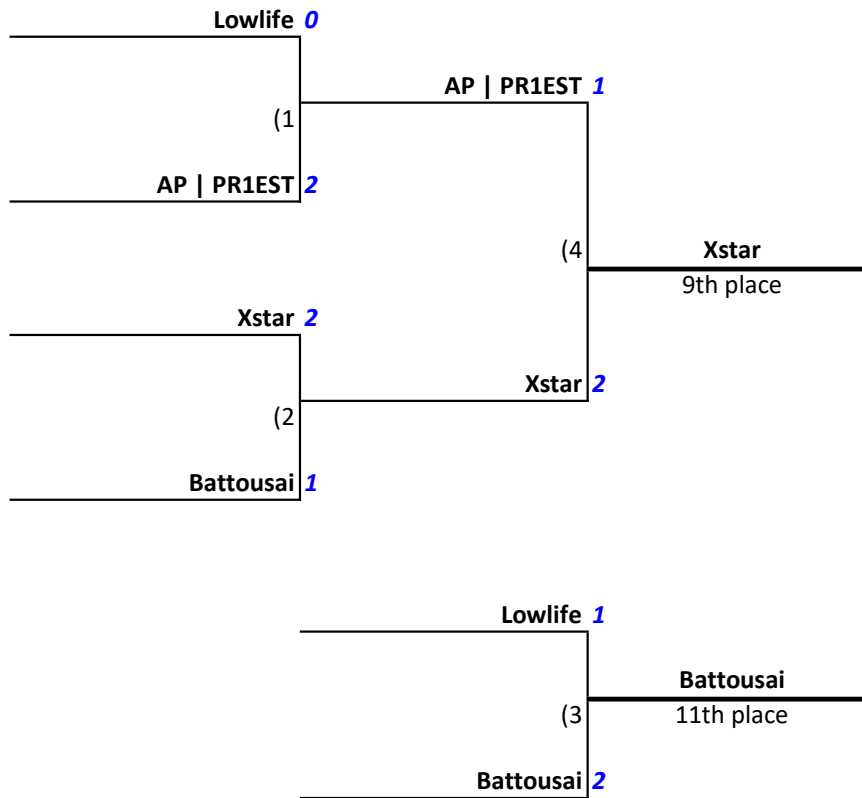 Lowlife 0
AP | PR1EST 1
(1
AP | PR1EST 2
(4
Xstar
9th place
Xstar 2
Xstar 2
(2
Battousai 1
Lowlife 1
Battousai
(3
11th place
Battousai 2